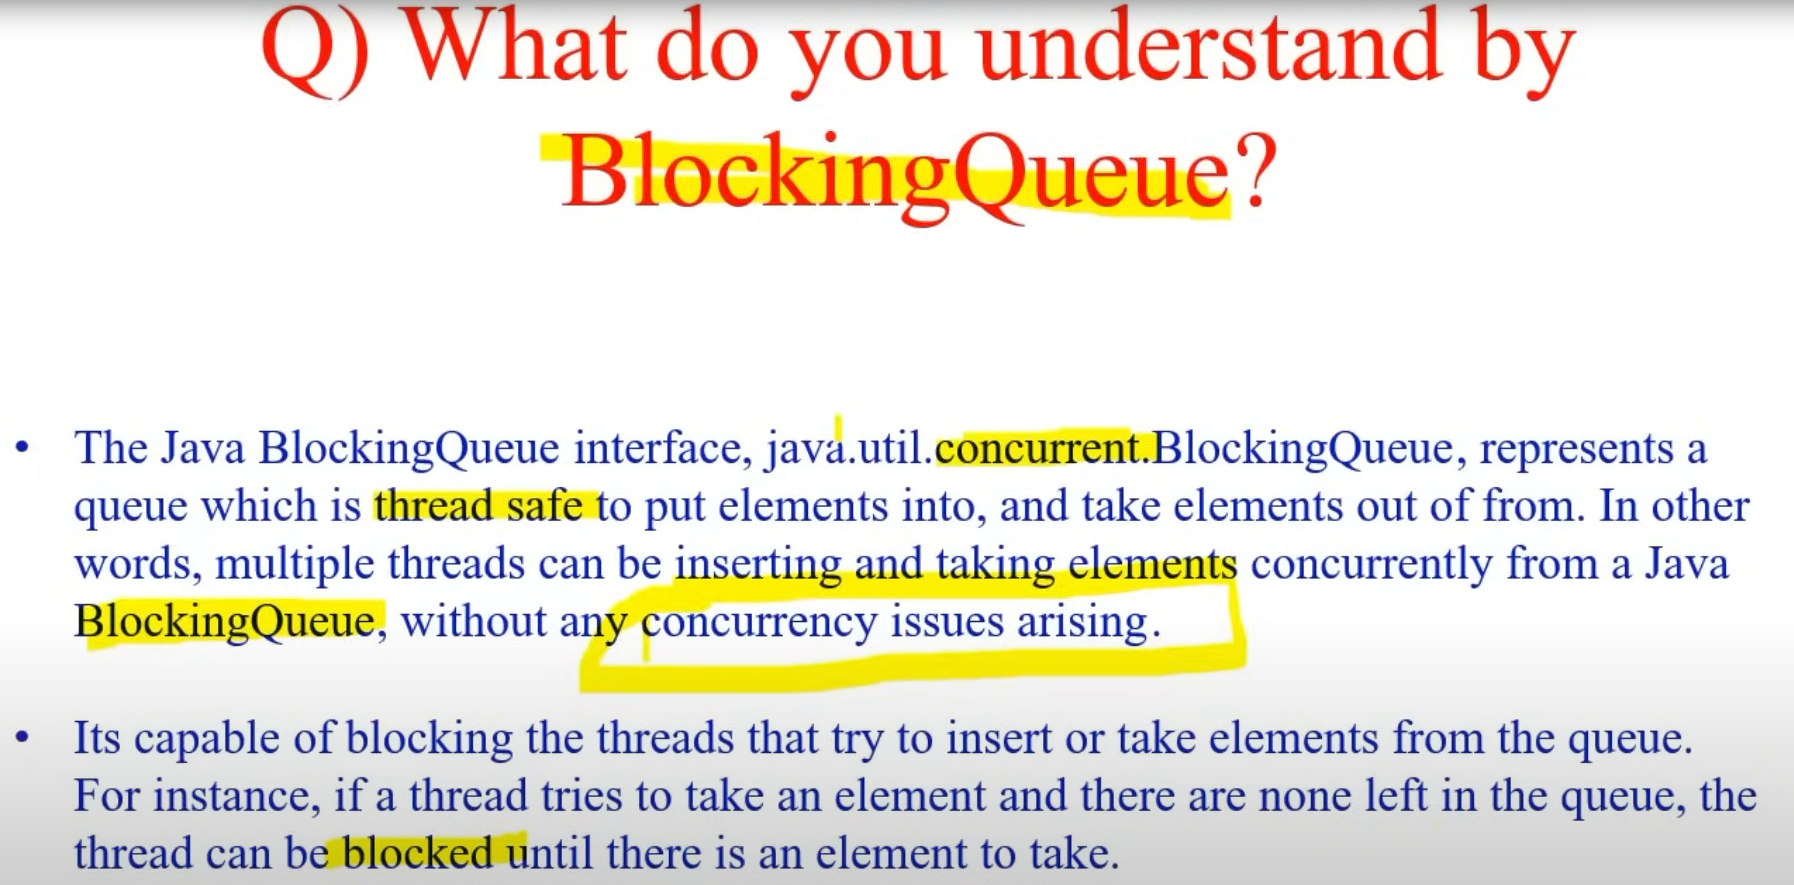 Q) What do you understand by
BlockingQueue?
• The Java BlockingQueue interface, java.util.concurrent.BlockingQueue, represents a
queue which is thread safe to put elements into, and take elements out of from. In other
words, multiple threads can be inserting and taking elements concurrently from a Java
BlockingQueue, without any concurrency issues arising.
• Its capable of blocking the threads that try to insert or take elements from the queue.
For instance, if a thread tries to take an element and there are none left in the queue, the
thread can be blocked until there is an element to take.